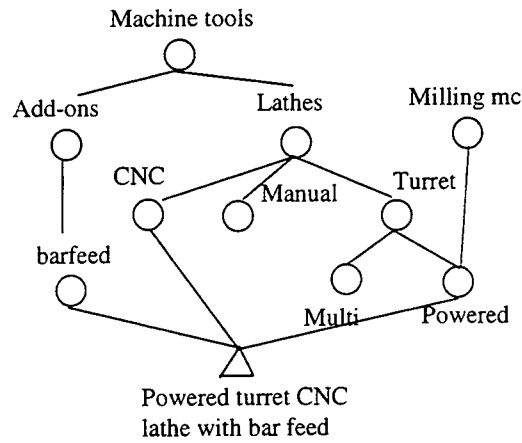 Machine tools
Add-ons
Lathes
Milling mc
CNC
Manual
Turret
barfeed
Multi
Powered
Powered turret CNC
lathe with bar feed